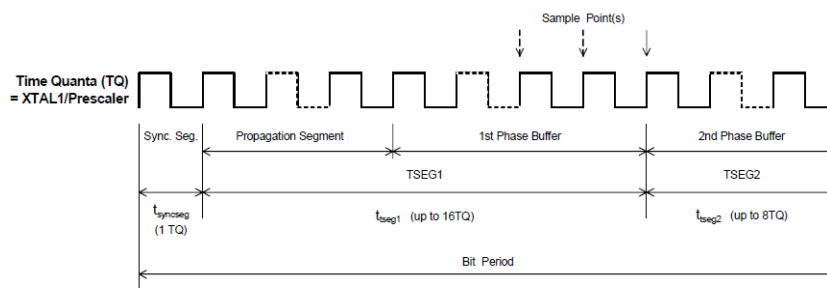 Sample Point(s)
Time Quanta (TQ)
= XTAL1/Prescaler
Sync. Seg. Propagation Segment 1st Phase Buffer 2nd Phase Buffer
TSEG1 TSEG2
tsyncseg ttseg1 (up to 16TQ) ttseg2 (up to 8TQ)
(1 TQ)
Bit Period